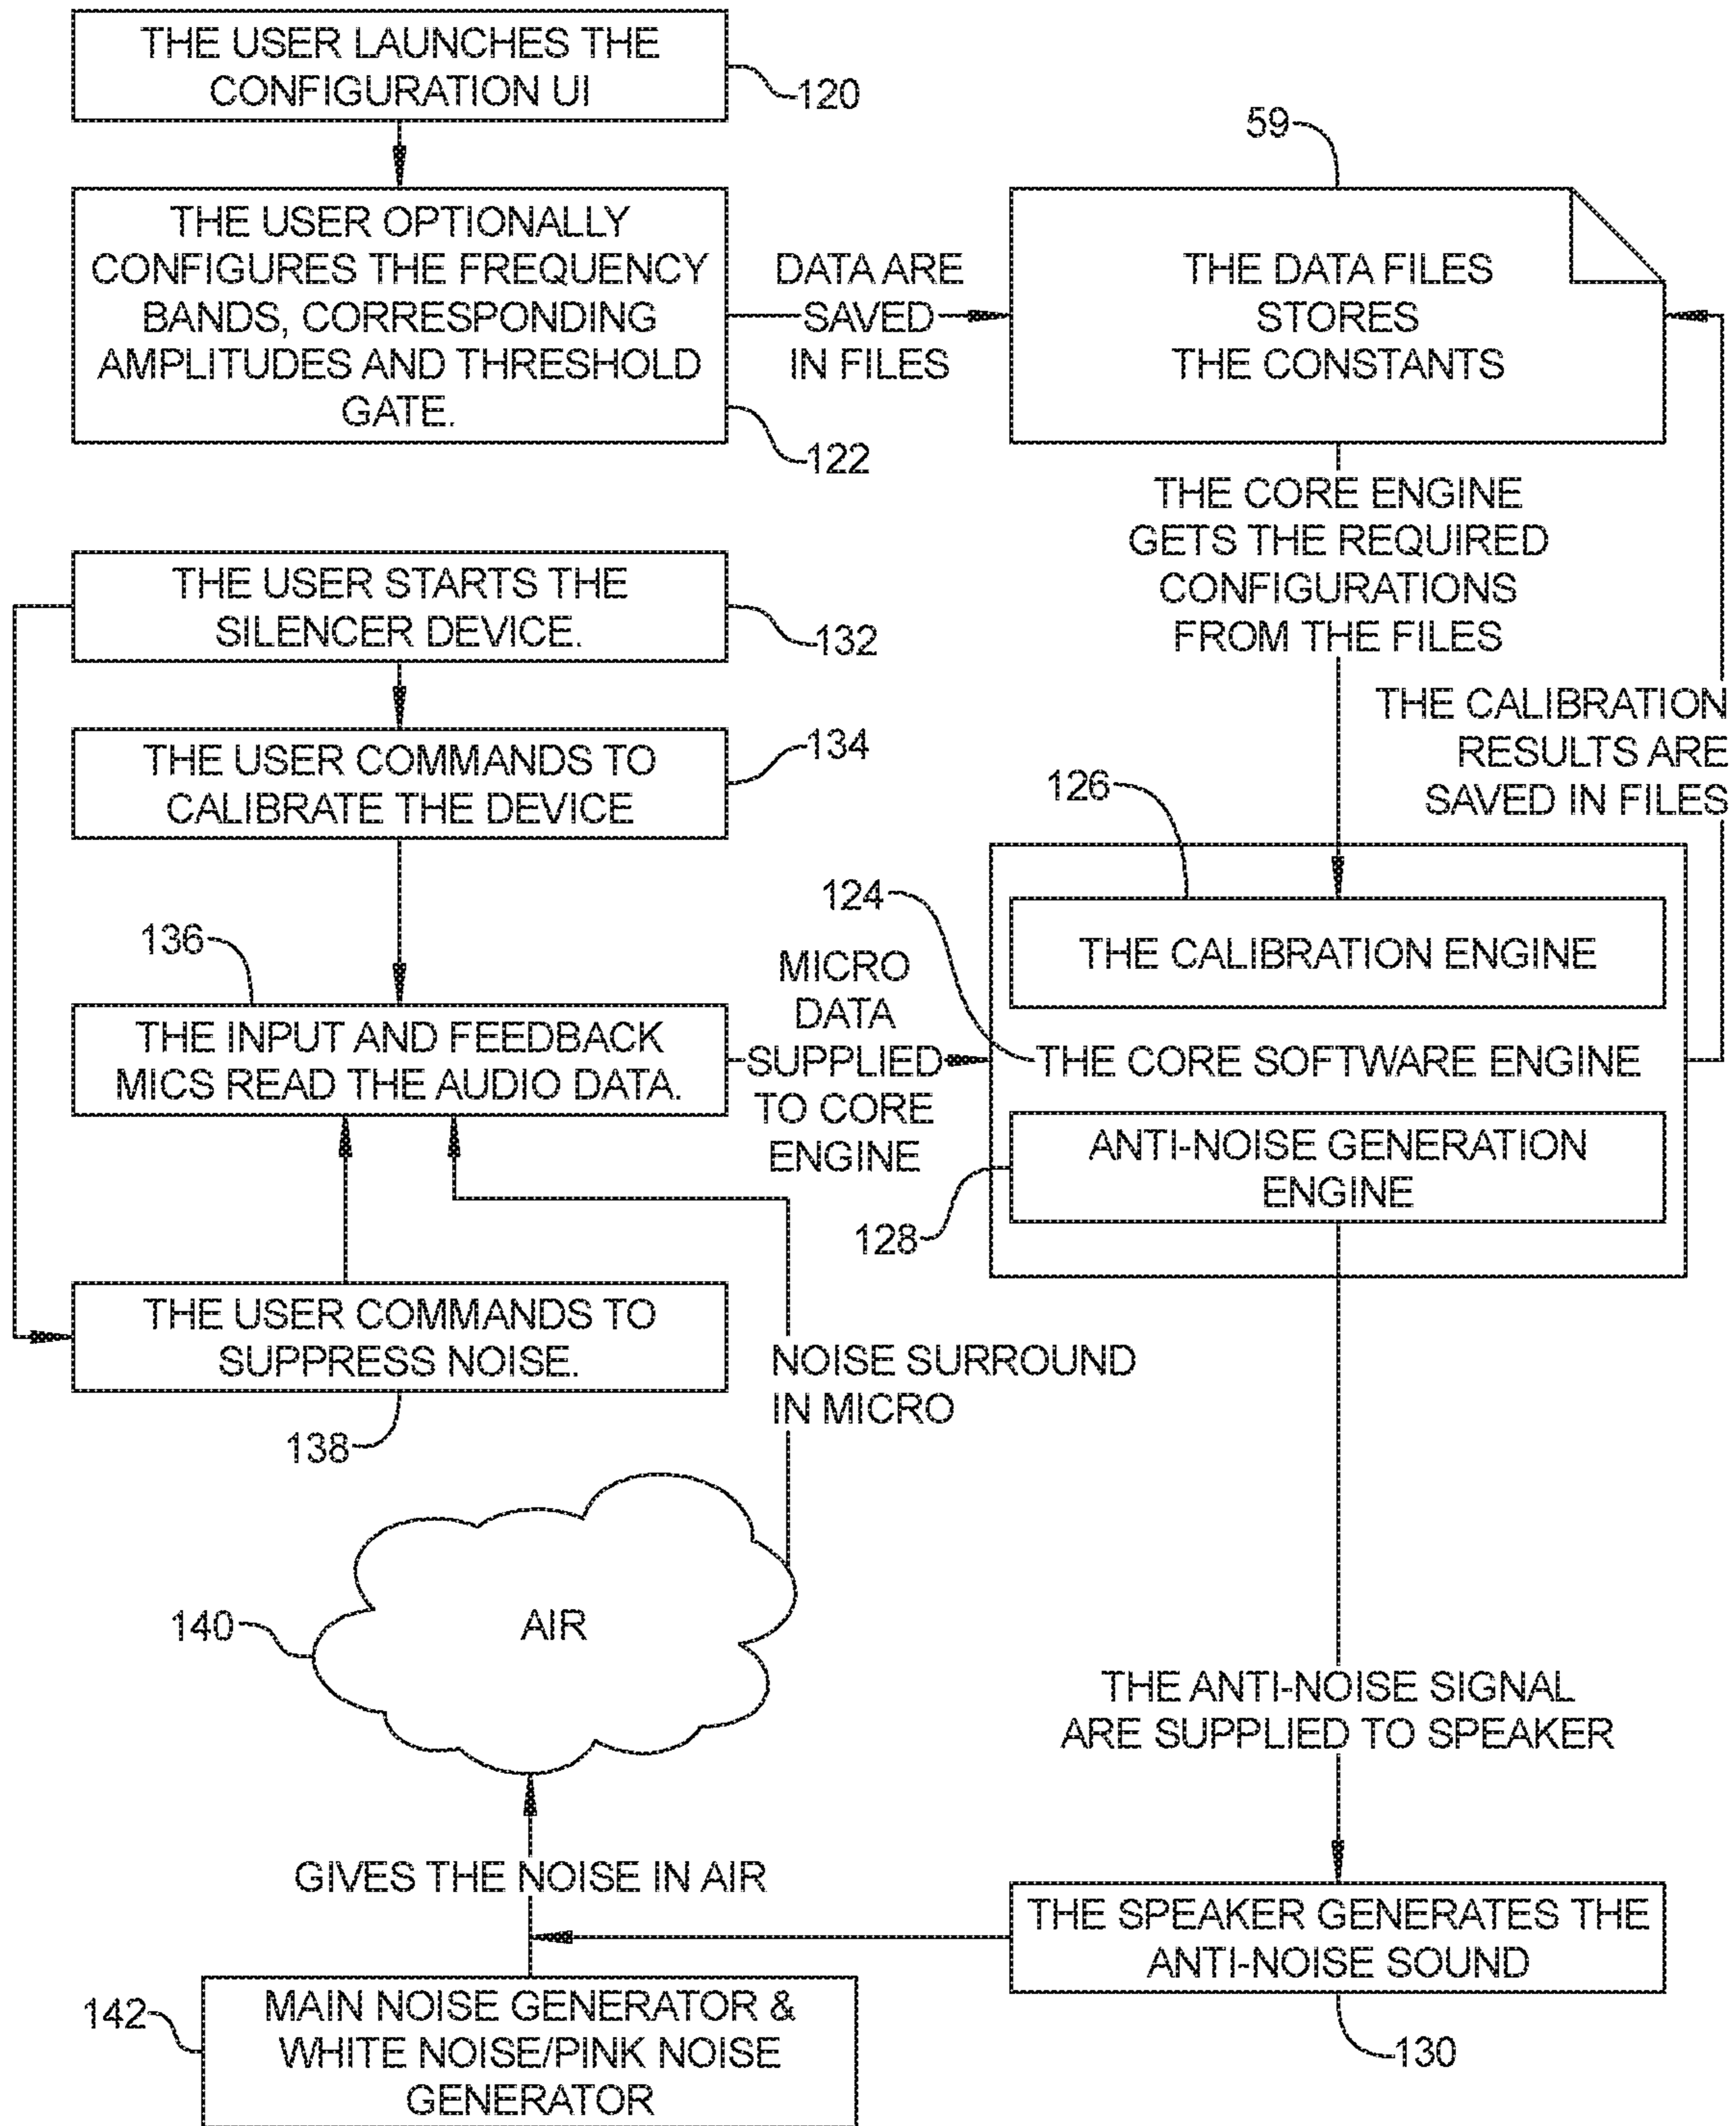 THE USER LAUNCHES THE
CONFIGURATION UI
120
THE USER OPTIONALLY
CONFIGURES THE FREQUENCY
BANDS, CORRESPONDING
AMPLITUDES AND THRESHOLD
GATE.
122
DATA ARE
SAVED
IN FILES
59
THE DATA FILES
STORES
THE CONSTANTS
THE CORE ENGINE
GETS THE REQUIRED
CONFIGURATIONS
FROM THE FILES
THE CALIBRATION
RESULTS ARE
SAVED IN FILES
THE USER STARTS THE
SILENCER DEVICE.
132
THE USER COMMANDS TO
CALIBRATE THE DEVICE
134
136
THE INPUT AND FEEDBACK
MICS READ THE AUDIO DATA.
MICRO
DATA
SUPPLIED
TO CORE
ENGINE
126
THE CALIBRATION ENGINE
124
THE CORE SOFTWARE ENGINE
ANTI-NOISE GENERATION
ENGINE
128
THE USER COMMANDS TO
SUPPRESS NOISE.
138
NOISE SURROUND
IN MICRO
AIR
140
THE ANTI-NOISE SIGNAL
ARE SUPPLIED TO SPEAKER
GIVES THE NOISE IN AIR
THE SPEAKER GENERATES THE
ANTI-NOISE SOUND
130
MAIN NOISE GENERATOR &
WHITE NOISE/PINK NOISE
GENERATOR
142